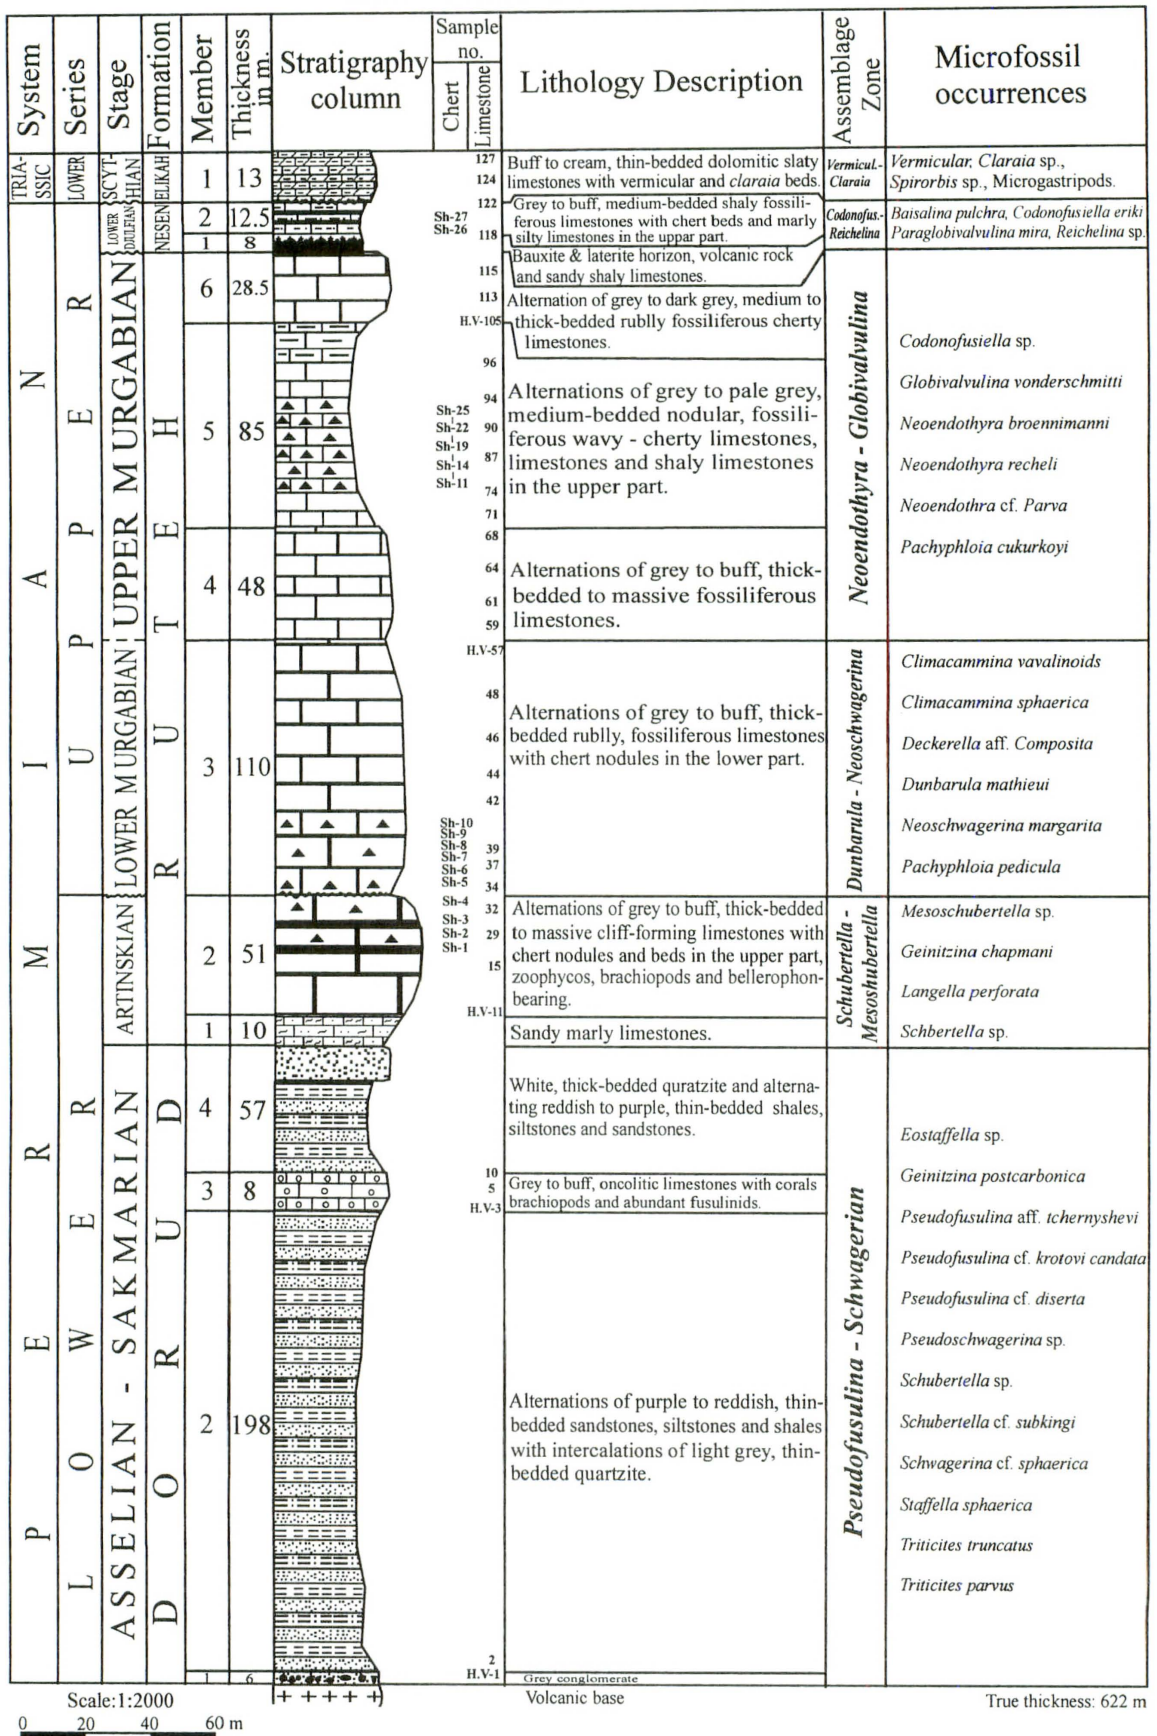 System
Series
Stage
Formation
Member
Thickness
in m.
Stratigraphy
column
Sample
no.
Chert
Limestone
Lithology Description
Assemblage
Zone
Microfossil
occurrences
TRIA-
SSIC
LOWER
SCYT-
HIAN
ELIKAH
1
13
127
124
Buff to cream, thin-bedded dolomitic slaty
limestones with vermicular and claraia beds.
Vermicul.-
Claraia
Vermicular, Claraia sp.,
Spirorbis sp., Microgastripods.
PERMIAN
UPPER
LOWER
DJULFIAN
NESEN
2
12.5
1
8
Sh-27
Sh-26
122
118
Grey to buff, medium-bedded shaly fossili-
ferous limestones with chert beds and marly
silty limestones in the uppar part.
Bauxite & laterite horizon, volcanic rock
and sandy shaly limestones.
Codonofus.-
Reichelina
Baisalina pulchra, Codonofusiella eriki
Paraglobivalvulina mira, Reichelina sp.
UPPER MURGABIAN
RUTEH
6
28.5
115
113
H.V-105
Alternation of grey to dark grey, medium to
thick-bedded rublly fossiliferous cherty
limestones.
5
85
Sh-25
Sh-22
Sh-19
Sh-14
Sh-11
96
94
90
87
74
71
Alternations of grey to pale grey,
medium-bedded nodular, fossili-
ferous wavy - cherty limestones,
limestones and shaly limestones
in the upper part.
4
48
68
64
61
59
Alternations of grey to buff, thick-
bedded to massive fossiliferous
limestones.
Neoendothyra - Globivalvulina
Codonofusiella sp.
Globivalvulina vonderschmitti
Neoendothyra broennimanni
Neoendothyra recheli
Neoendothra cf. Parva
Pachyphloia cukurkoyi
LOWER MURGABIAN
3
110
Sh-10
Sh-9
Sh-8
Sh-7
Sh-6
Sh-5
H.V-57
48
46
44
42
39
37
34
Alternations of grey to buff, thick-
bedded rublly, fossiliferous limestones
with chert nodules in the lower part.
Dunbarula - Neoschwagerina
Climacammina vavalinoids
Climacammina sphaerica
Deckerella aff. Composita
Dunbarula mathieui
Neoschwagerina margarita
Pachyphloia pedicula
LOWER
ARTINSKIAN
2
51
Sh-4
Sh-3
Sh-2
Sh-1
32
29
15
H.V-11
Alternations of grey to buff, thick-bedded
to massive cliff-forming limestones with
chert nodules and beds in the upper part,
zoophycos, brachiopods and bellerophon-
bearing.
1
10
Sandy marly limestones.
Schubertella -
Mesoshubertella
Mesoschubertella sp.
Geinitzina chapmani
Langella perforata
Schbertella sp.
ASSELIAN - SAKMARIAN
DORUD
4
57
White, thick-bedded quratzite and alterna-
ting reddish to purple, thin-bedded shales,
siltstones and sandstones.
3
8
10
5
H.V-3
Grey to buff, oncolitic limestones with corals
brachiopods and abundant fusulinids.
2
198
Alternations of purple to reddish, thin-
bedded sandstones, siltstones and shales
with intercalations of light grey, thin-
bedded quartzite.
2
H.V-1
1
6
Grey conglomerate
Pseudofusulina - Schwagerian
Eostaffella sp.
Geinitzina postcarbonica
Pseudofusulina aff. tchernyshevi
Pseudofusulina cf. krotovi candata
Pseudofusulina cf. diserta
Pseudoschwagerina sp.
Schubertella sp.
Schubertella cf. subkingi
Schwagerina cf. sphaerica
Staffella sphaerica
Triticites truncatus
Triticites parvus
Scale:1:2000
0 20 40 60 m
Volcanic base
True thickness: 622 m